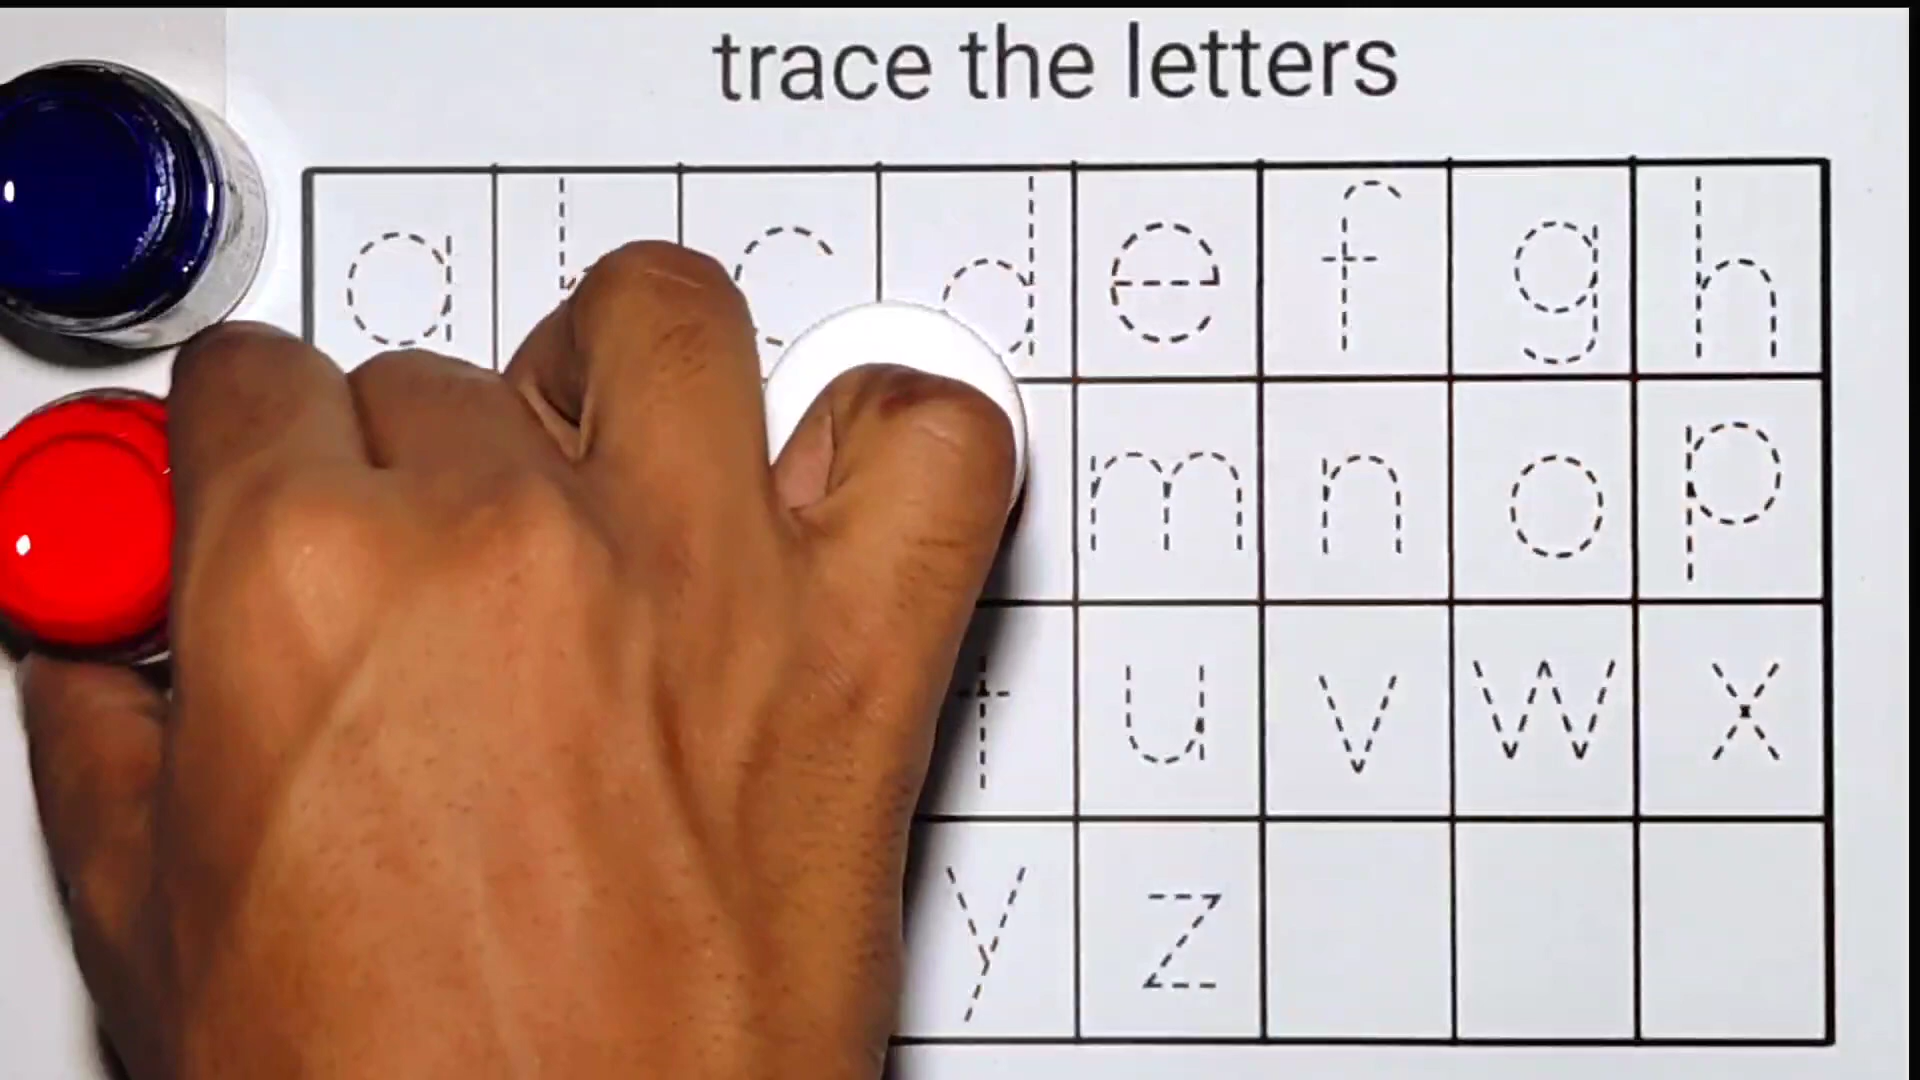 trace the letters
a b c d e f g h
m n o p
t u v w x
y z